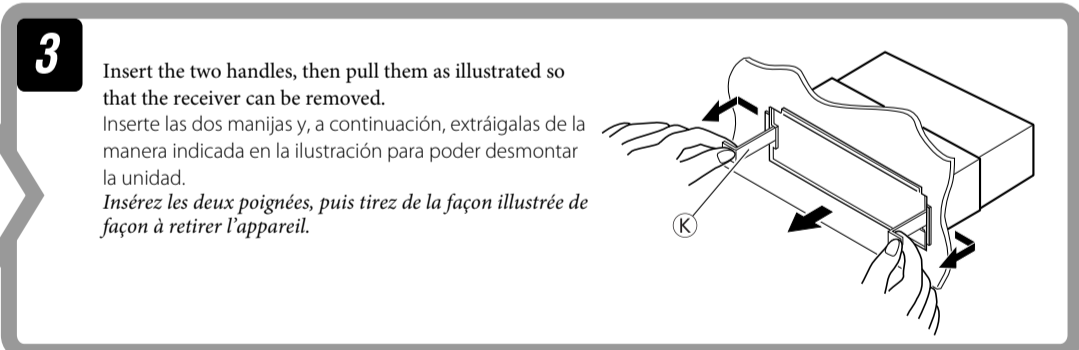 3
Insert the two handles, then pull them as illustrated so
that the receiver can be removed.
Inserte las dos manijas y, a continuación, extráigalas de la
manera indicada en la ilustración para poder desmontar
la unidad.
Insérez les deux poignées, puis tirez de la façon illustrée de
façon à retirer l’appareil.
K